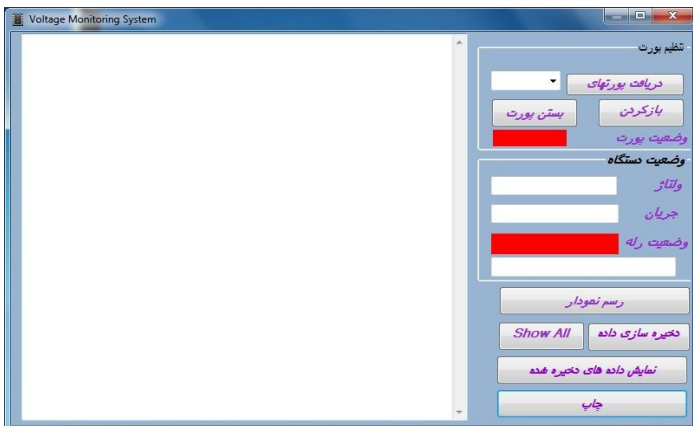 Voltage Monitoring System
تنظیم پورت
دریافت پورتهای
بازکردن
بستن پورت
وضعیت پورت
وضعیت دستگاه
ولتاژ
جریان
وضعیت رله
رسم نمودار
ذخیره سازی داده
Show All
نمایش داده های ذخیره شده
چاپ